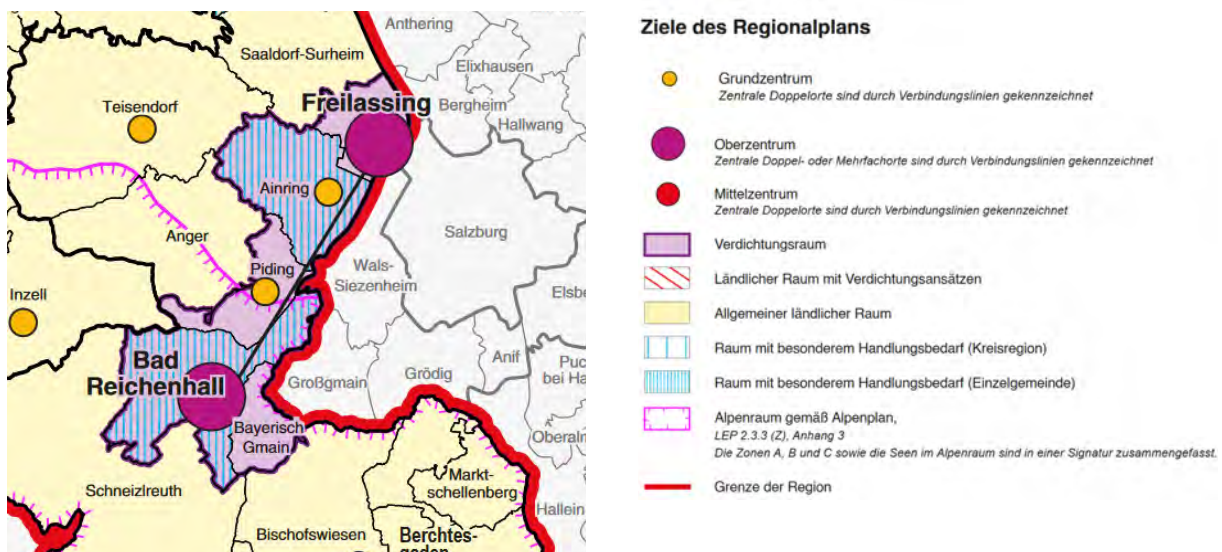 Anthering
Saaldorf-Surheim
Elixhausen
Teisendorf
Freilassing
Bergheim
Hallwang
Ainring
Salzburg
Anger
Piding
Wals-
Siezenheim
Inzell
Elsbe
Bad
Reichenhall
Anif
Puc
bei Ha
Großgmain
Grödig
Bayerisch
Gmain
Oberalm
Markt-
schellenberg
Schneizlreuth
Hallein
Bischofswiesen
Berchtes-
gaden
Ziele des Regionalplans
Grundzentrum
Zentrale Doppelorte sind durch Verbindungslinien gekennzeichnet
Oberzentrum
Zentrale Doppel- oder Mehrfachorte sind durch Verbindungslinien gekennzeichnet
Mittelzentrum
Zentrale Doppelorte sind durch Verbindungslinien gekennzeichnet
Verdichtungsraum
Ländlicher Raum mit Verdichtungsansätzen
Allgemeiner ländlicher Raum
Raum mit besonderem Handlungsbedarf (Kreisregion)
Raum mit besonderem Handlungsbedarf (Einzelgemeinde)
Alpenraum gemäß Alpenplan,
LEP 2.3.3 (Z), Anhang 3
Die Zonen A, B und C sowie die Seen im Alpenraum sind in einer Signatur zusammengefasst.
Grenze der Region